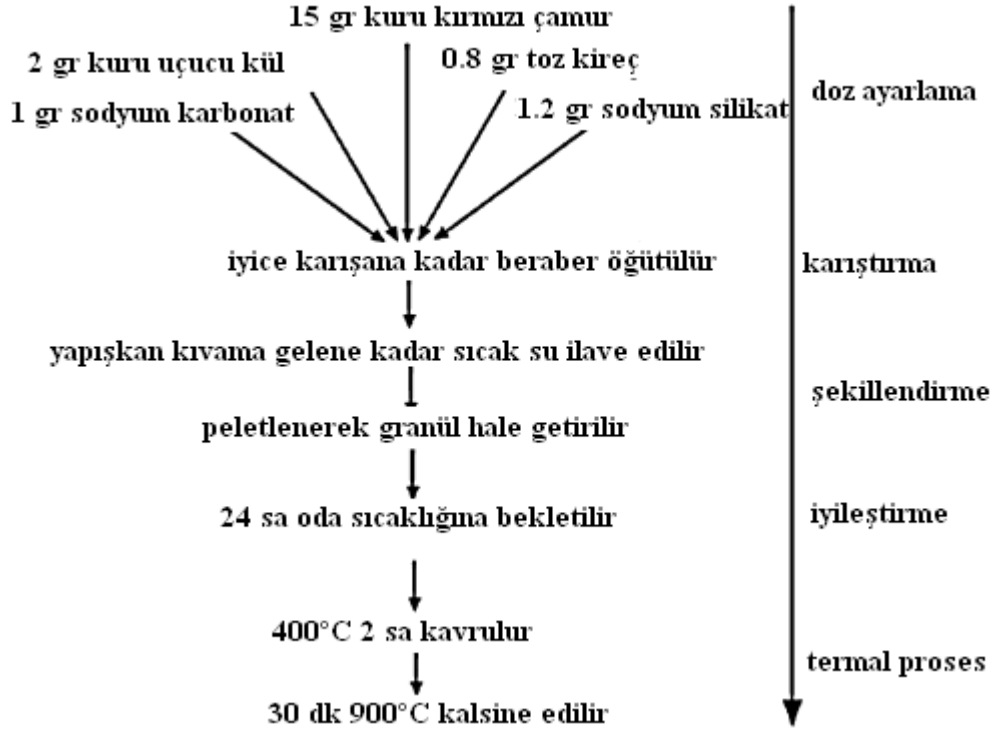 15 gr kuru kırmızı çamur
2 gr kuru uçucu kül
0.8 gr toz kireç
doz ayarlama
1 gr sodyum karbonat
1.2 gr sodyum silikat
iyice karışana kadar beraber öğütülür
karıştırma
yapışkan kıvama gelene kadar sıcak su ilave edilir
şekillendirme
peletlenerek granül hale getirilir
24 sa oda sıcaklığına bekletilir
iyileştirme
400°C 2 sa kavrulur
termal proses
30 dk 900°C kalsine edilir